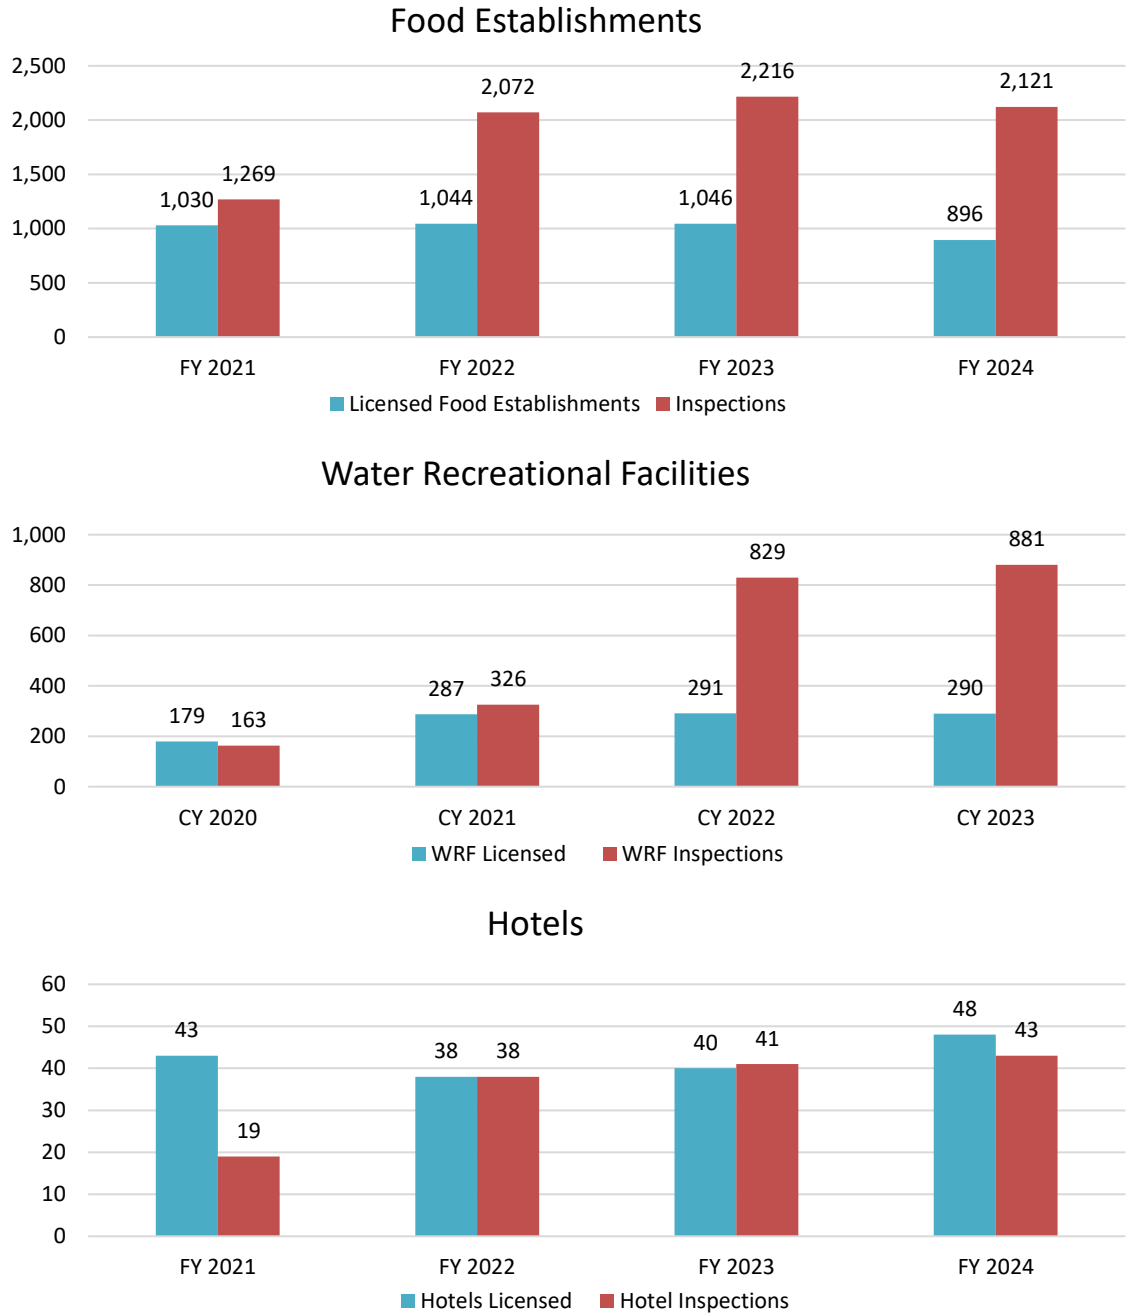 Food Establishments
2,500
2,000
1,500
1,000
500
0
1,030
1,269
1,044
2,072
1,046
2,216
896
2,121
FY 2021
FY 2022
FY 2023
FY 2024
Licensed Food Establishments
Inspections
Water Recreational Facilities
1,000
800
600
400
200
0
179
163
287
326
291
829
290
881
CY 2020
CY 2021
CY 2022
CY 2023
WRF Licensed
WRF Inspections
Hotels
60
50
40
30
20
10
0
43
19
38
38
40
41
48
43
FY 2021
FY 2022
FY 2023
FY 2024
Hotels Licensed
Hotel Inspections